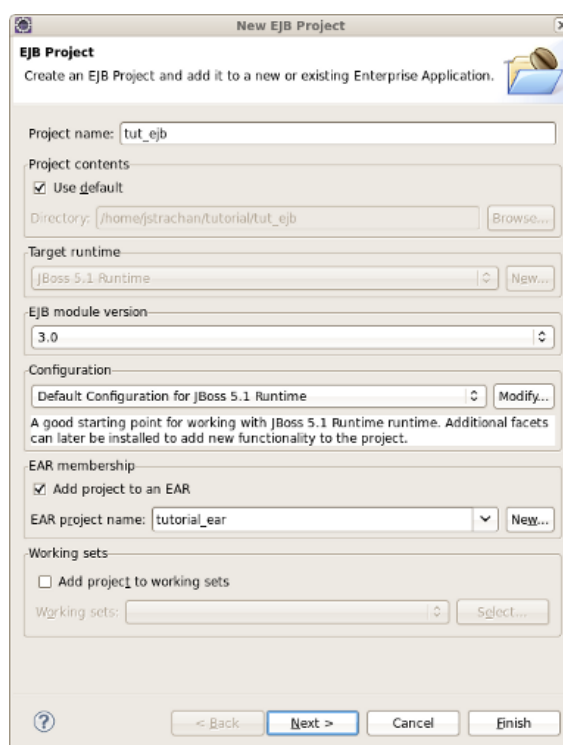 New EJB Project
EJB Project
Create an EJB Project and add it to a new or existing Enterprise Application.
Project name: tut_ejb
Project contents
Use default
Directory: /home/jstrachan/tutorial/tut_ejb Browse...
Target runtime
JBoss 5.1 Runtime New...
EJB module version
3.0
Configuration
Default Configuration for JBoss 5.1 Runtime Modify...
A good starting point for working with JBoss 5.1 Runtime runtime. Additional facets
can later be installed to add new functionality to the project.
EAR membership
Add project to an EAR
EAR project name: tutorial_ear New...
Working sets
Add project to working sets
Working sets: Select...
? < Back Next > Cancel Finish